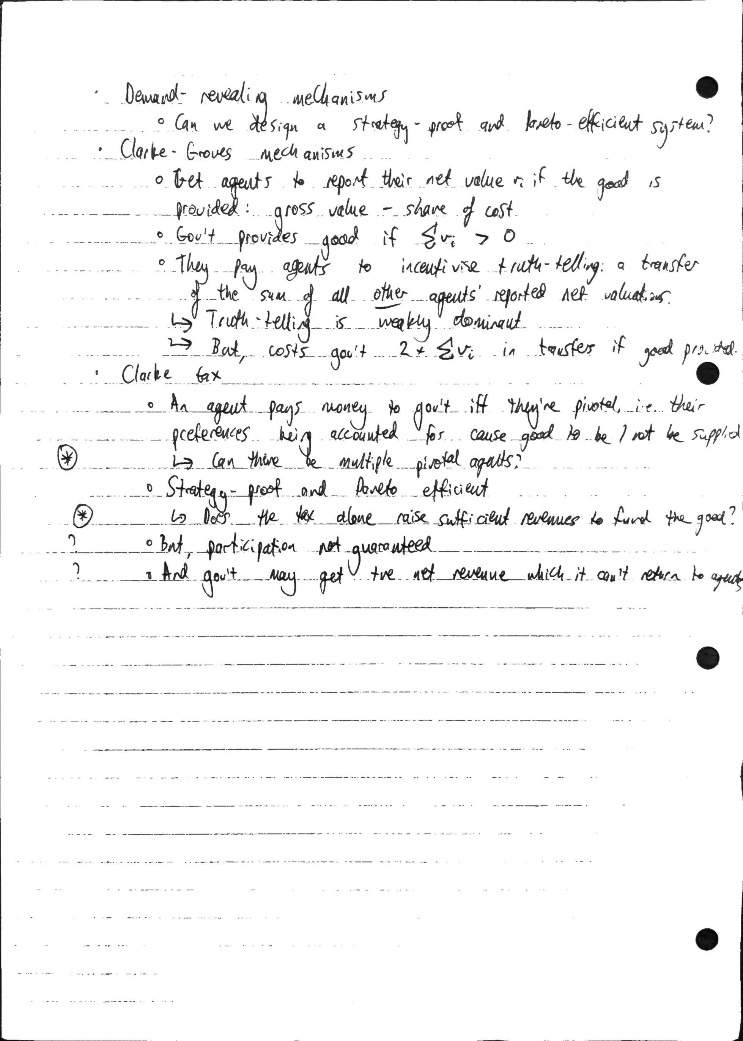 · Demand-revealing mechanisms
○ Can we design a strategy-proof and Pareto-efficient system?
· Clarke-Groves mechanisms
○ Get agents to report their net value vi if the good is
provided: gross value - share of cost
○ Gov't provides good if Σvi > 0
○ They pay agents to incentivise truth-telling: a transfer
of the sum of all other agents' reported net valuations.
↳ Truth-telling is weakly dominant
↳ But, costs gov't 2 * Σvi in transfers if good provided.
· Clarke tax
○ An agent pays money to gov't iff they're pivotal, i.e. their
preferences being accounted for cause good to be / not be supplied
* ↳ Can there be multiple pivotal agents?
○ Strategy-proof and Pareto efficient
* ↳ Does the tax alone raise sufficient revenues to fund the good?
? ○ But, participation not guaranteed
? ○ And gov't may get +ve net revenue which it can't return to agents